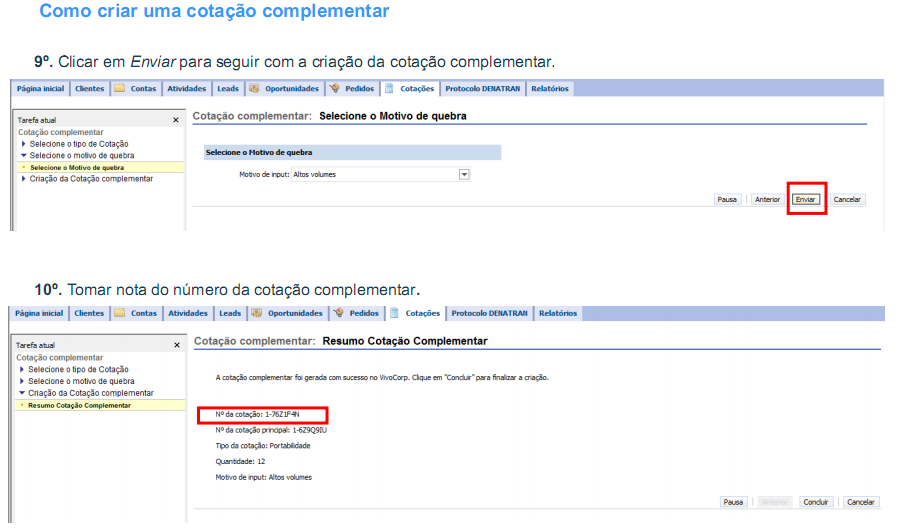 Como criar uma cotação complementar
9º. Clicar em Enviar para seguir com a criação da cotação complementar.
Página inicial Clientes Contas Atividades Leads Oportunidades Pedidos Cotações Protocolo DENATRAN Relatórios
Tarefa atual x
Cotação complementar
Selecione o tipo de Cotação
Selecione o motivo de quebra
Selecione o Motivo de quebra
Criação da Cotação complementar
Cotação complementar: Selecione o Motivo de quebra
Selecione o Motivo de quebra
Motivo de input: Altos volumes
Pausa Anterior Enviar Cancelar
10º. Tomar nota do número da cotação complementar.
Página inicial Clientes Contas Atividades Leads Oportunidades Pedidos Cotações Protocolo DENATRAN Relatórios
Tarefa atual x
Cotação complementar
Selecione o tipo de Cotação
Selecione o motivo de quebra
Criação da Cotação complementar
Resumo Cotação Complementar
Cotação complementar: Resumo Cotação Complementar
A cotação complementar foi gerada com sucesso no VivoCorp. Clique em "Concluir" para finalizar a criação.
Nº da cotação: 1-76Z1F4N
Nº da cotação principal: 1-6Z9Q9IU
Tipo da cotação: Portabilidade
Quantidade: 12
Motivo de input: Altos volumes
Pausa Anterior Concluir Cancelar